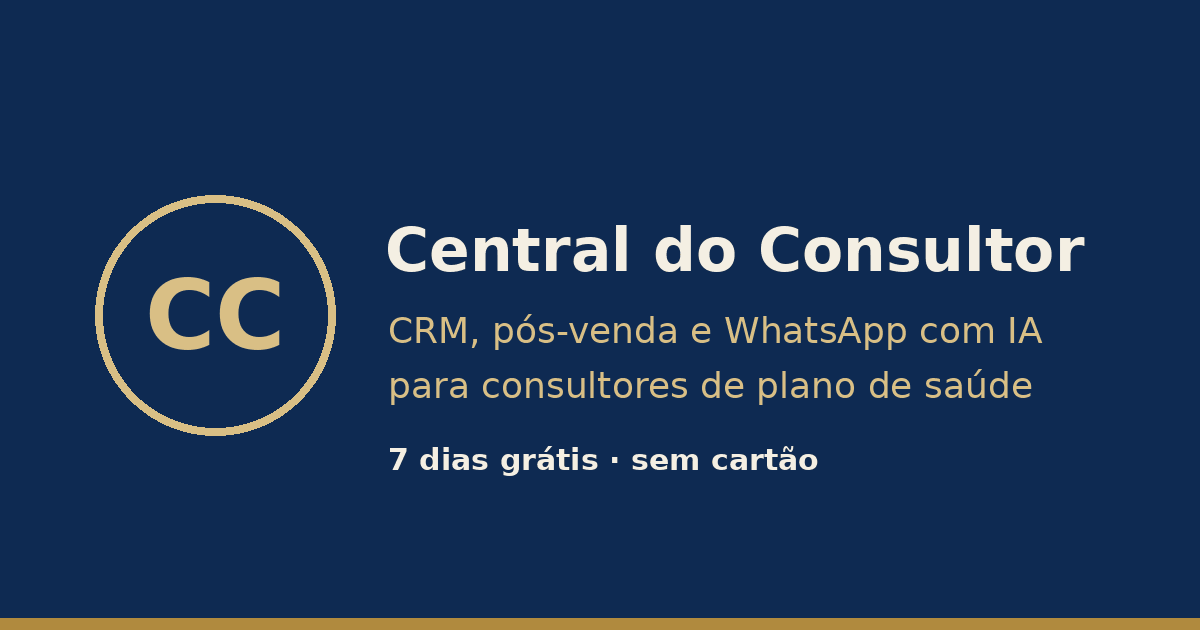 CC
Central do Consultor
CRM, pós-venda e WhatsApp com IA
para consultores de plano de saúde
7 dias grátis · sem cartão